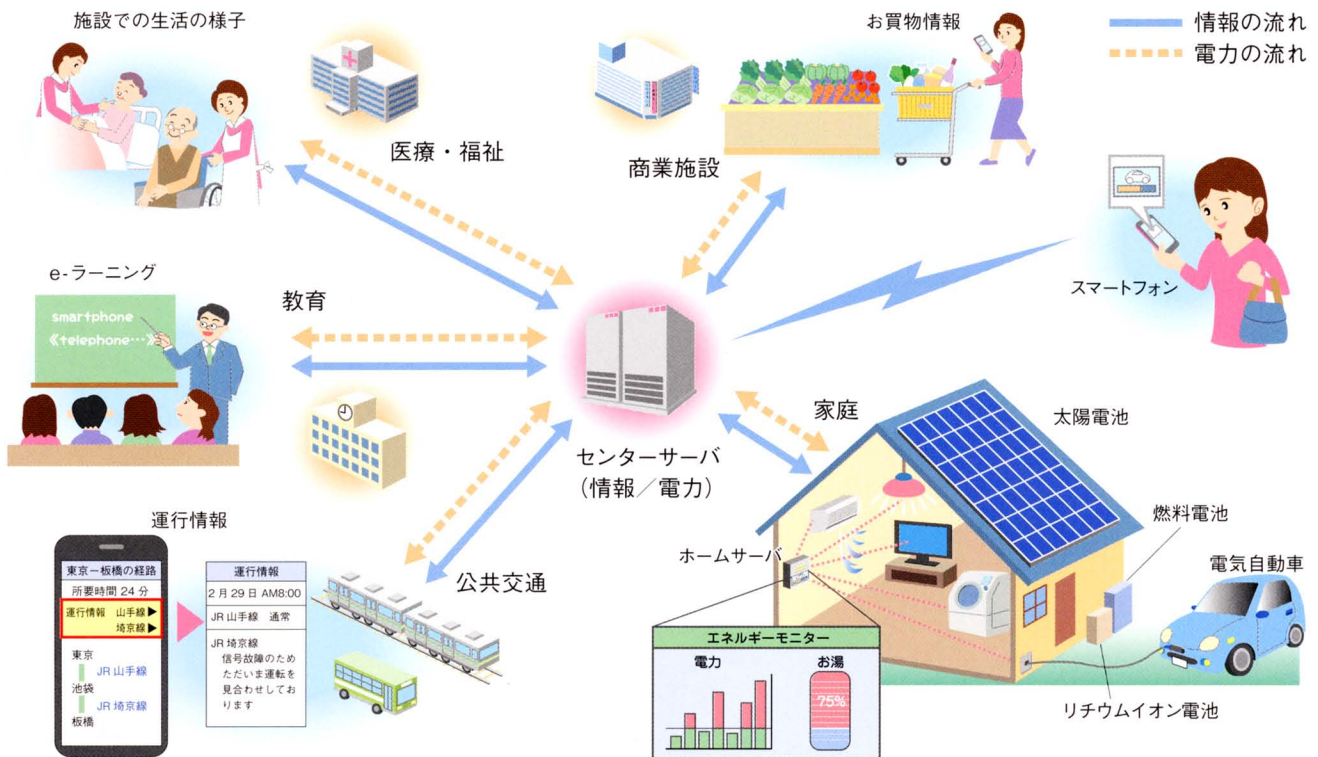 施設での生活の様子
医療・福祉
商業施設
お買物情報
情報の流れ
電力の流れ
スマートフォン
e-ラーニング
smartphone
《telephone…》
教育
センターサーバ
(情報/電力)
家庭
太陽電池
燃料電池
電気自動車
リチウムイオン電池
ホームサーバ
エネルギーモニター
電力
お湯
75%
公共交通
運行情報
東京ー板橋の経路
所要時間 24 分
運行情報 山手線▶
埼京線▶
東京
JR 山手線
池袋
JR 埼京線
板橋
運行情報
2 月 29 日 AM8:00
JR 山手線 通常
JR 埼京線
信号故障のため
ただいま運転を
見合わせしてお
ります